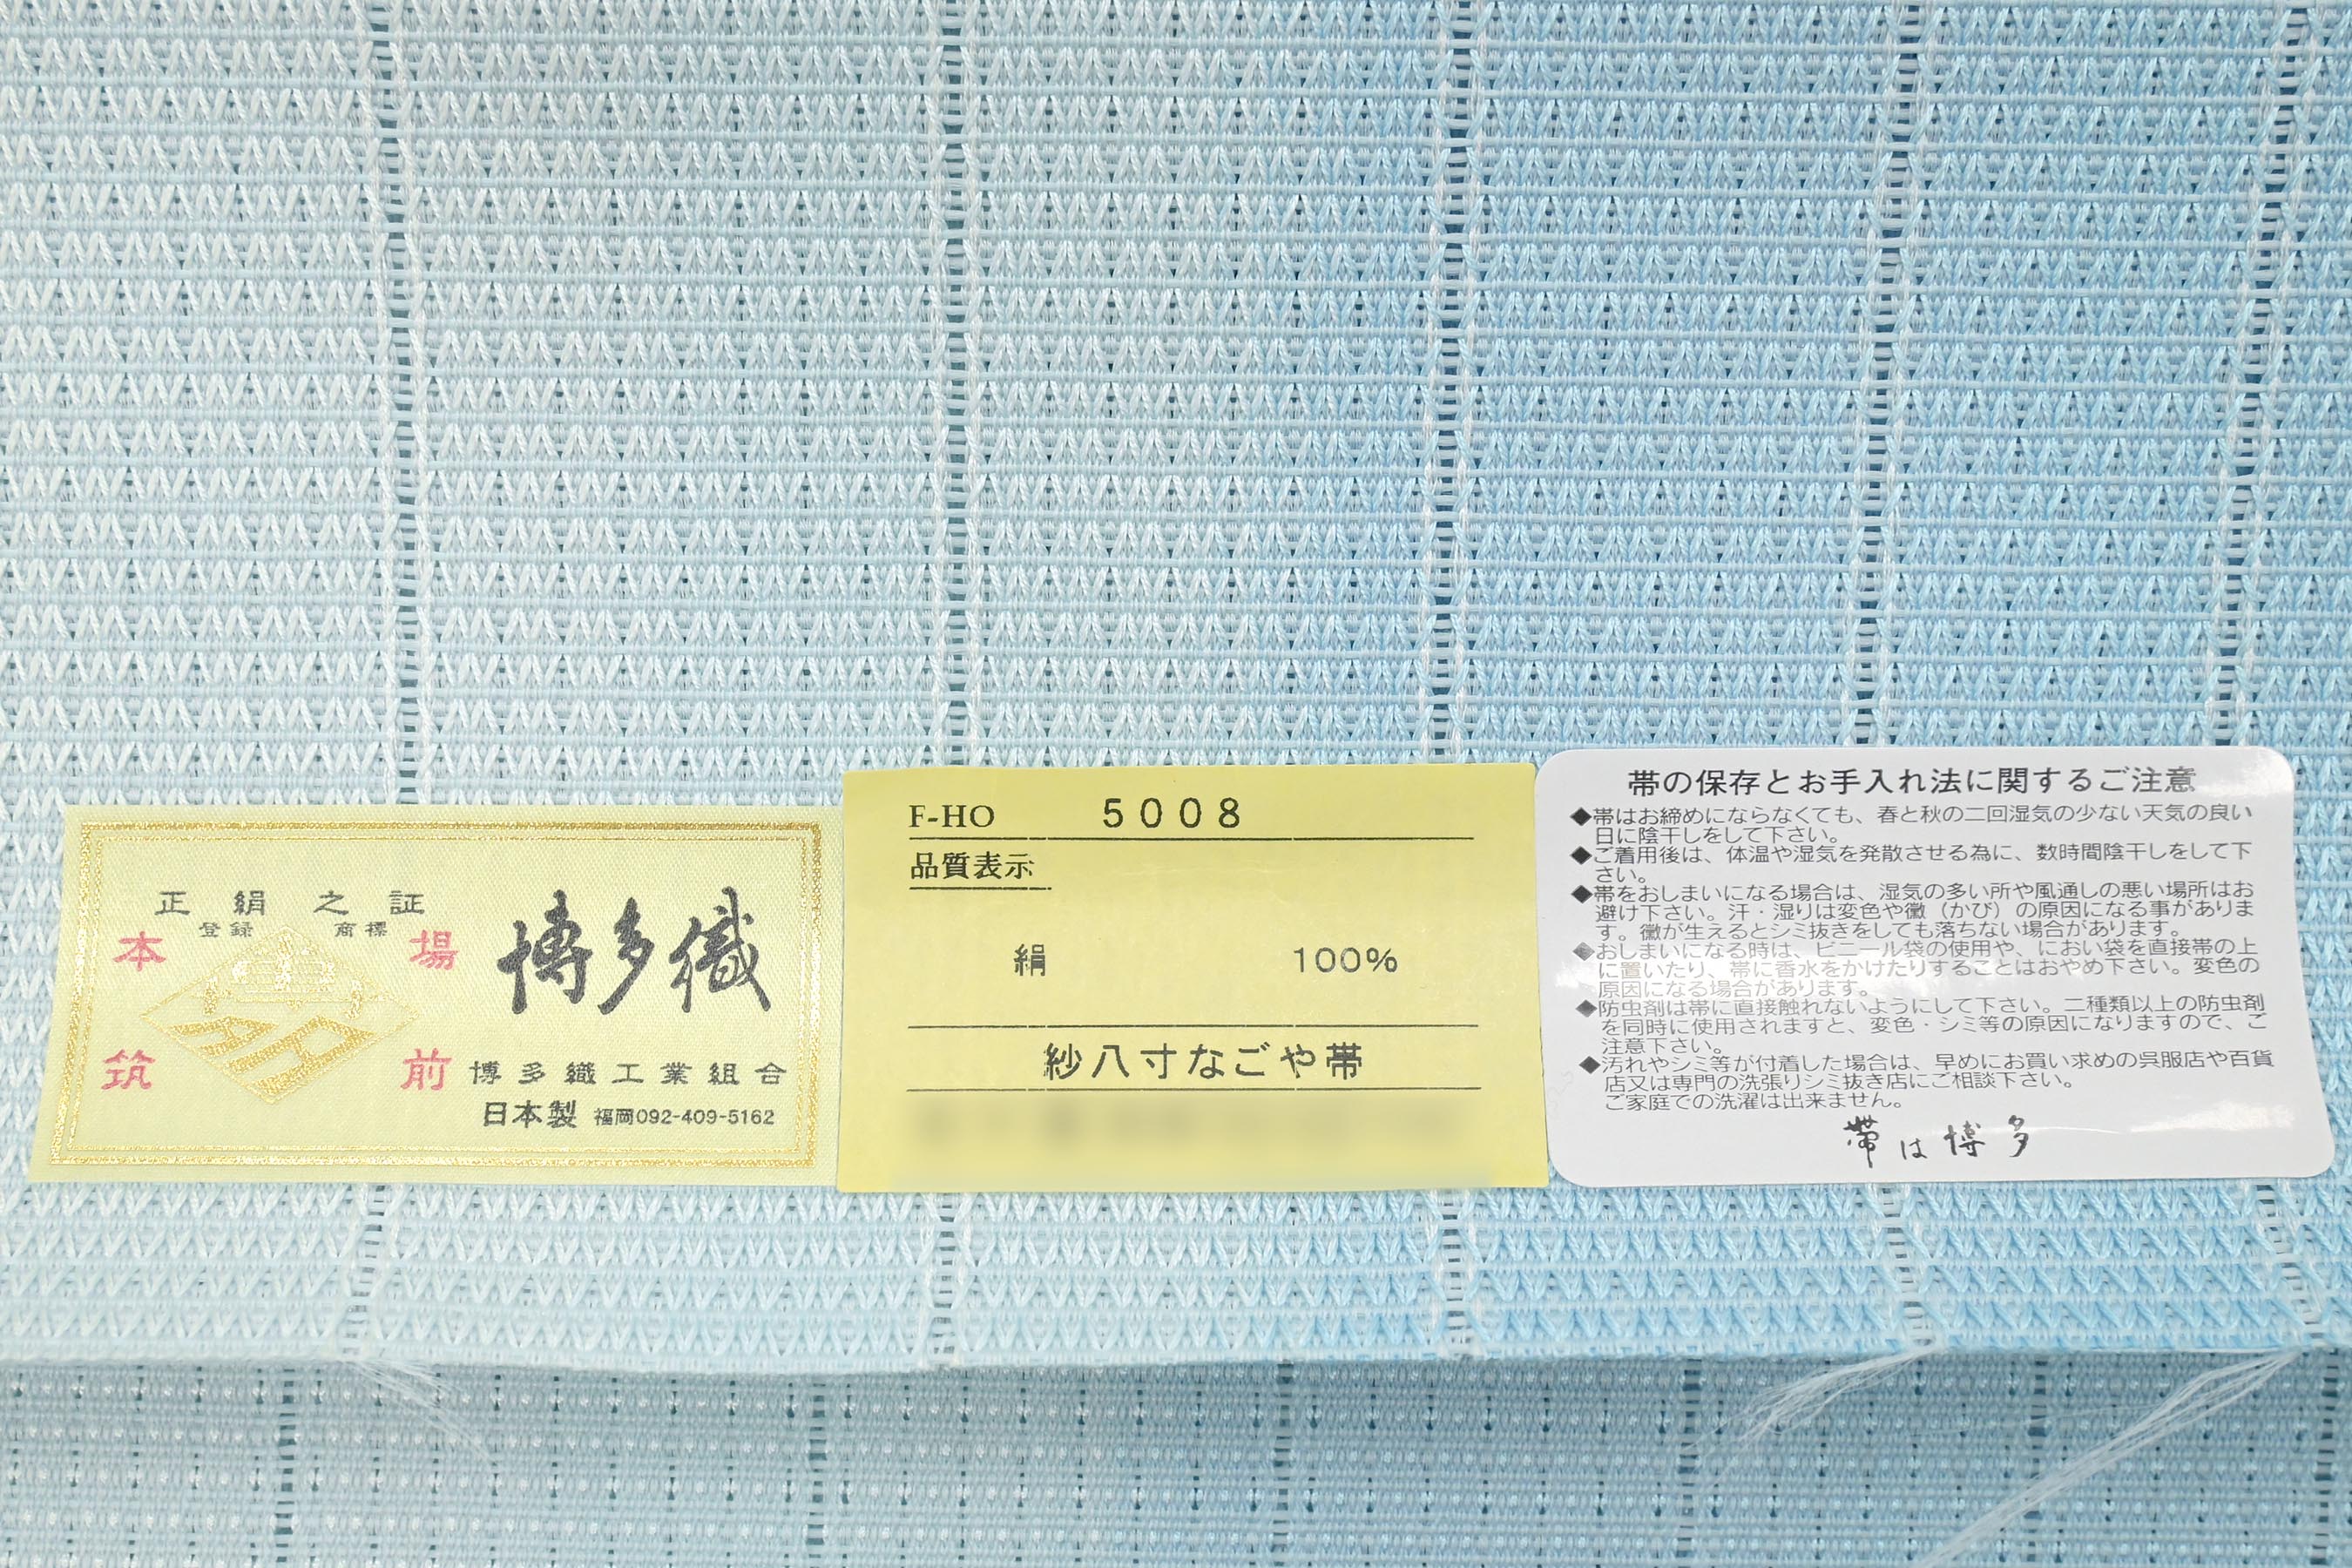 正絹之証
登録 商標
本場
筑前
博多織
博多織工業組合
日本製 福岡092-409-5162
F-HO 5008
品質表示
絹 100%
紗八寸なごや帯
帯の保存とお手入れ法に関するご注意
◆帯はお締めにならなくても、春と秋の二回湿気の少ない天気の良い
日に陰干しをして下さい。
◆ご着用後は、体温や湿気を発散させる為に、数時間陰干しをして下
さい。
◆帯をおしまいになる場合は、湿気の多い所や風通しの悪い場所はお
避け下さい。汗・湿りは変色や黴（かび）の原因になる事がありま
す。黴が生えるとシミ抜きをしても落ちない場合があります。
◆おしまいになる時は、ビニール袋の使用や、におい袋を直接帯の上
に置いたり、帯に香水をかけたりすることはおやめ下さい。変色の
原因になる場合があります。
◆防虫剤は帯に直接触れないようにして下さい。二種類以上の防虫剤
を同時に使用されますと、変色・シミ等の原因になりますので、ご
注意下さい。
◆汚れやシミ等が付着した場合は、早めにお買い求めの呉服店や百貨
店又は専門の洗張りシミ抜き店にご相談下さい。
ご家庭での洗濯は出来ません。
帯は博多